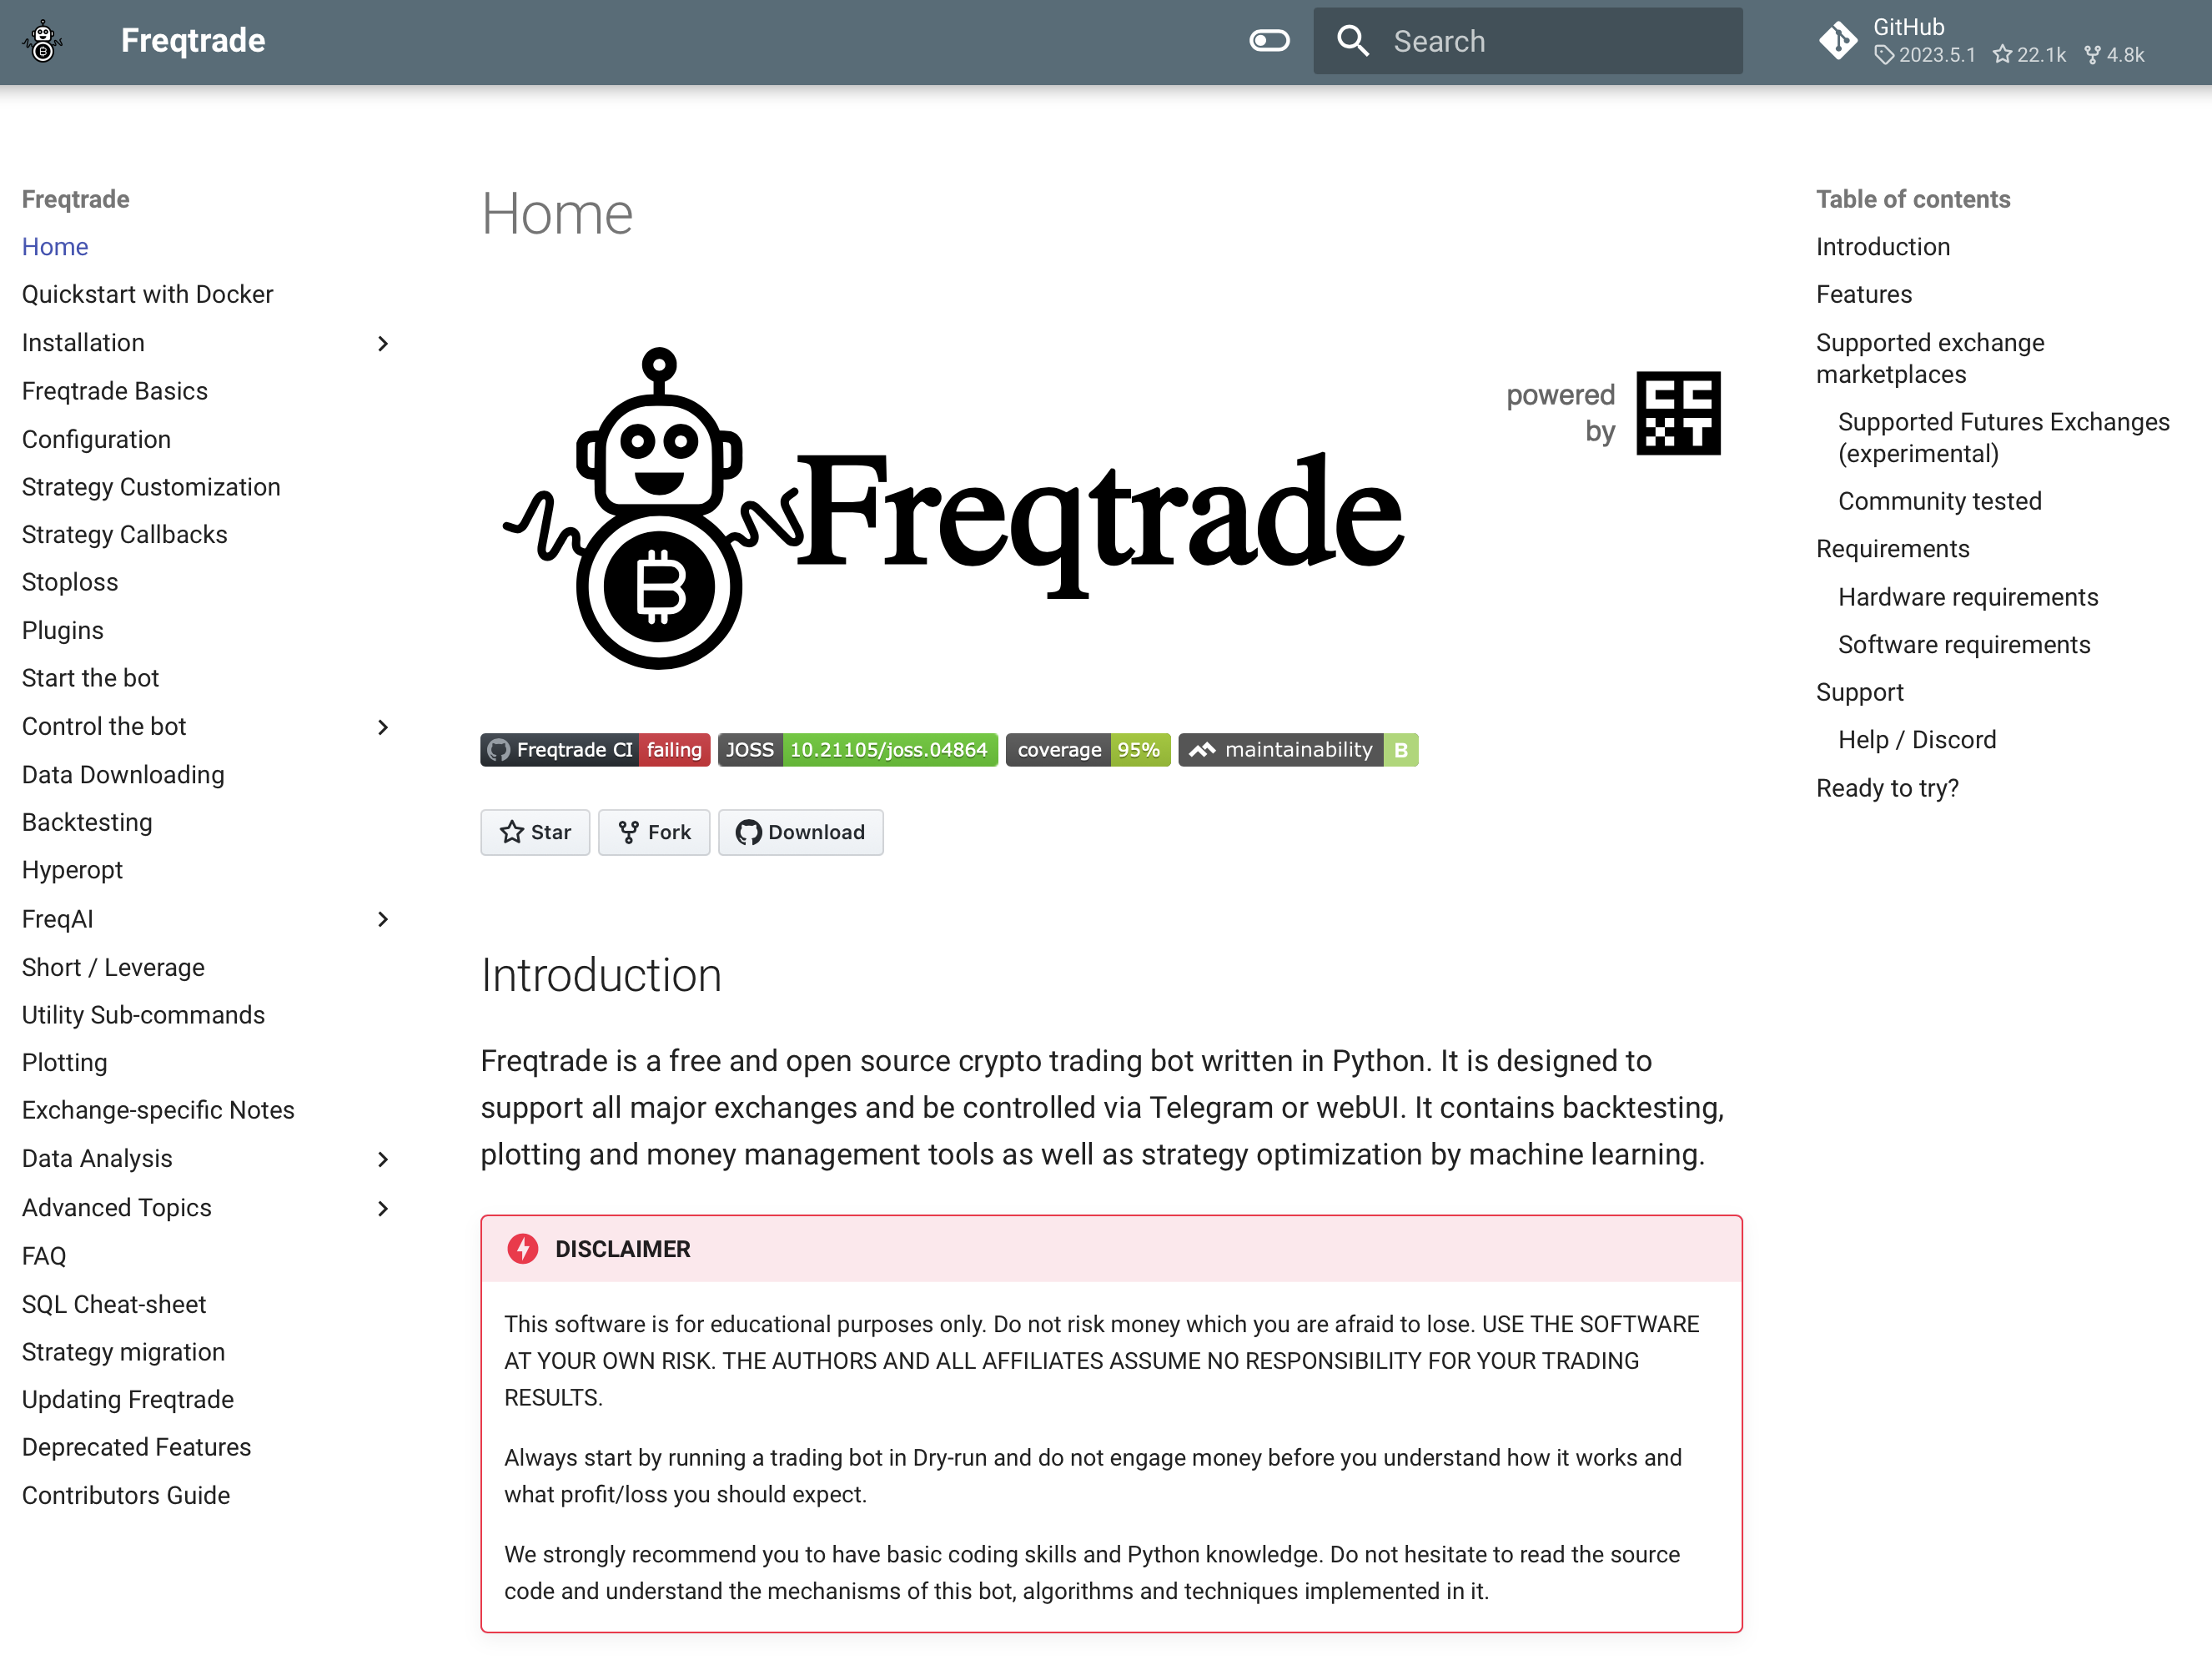 Freqtrade
Search
GitHub
2023.5.1 22.1k 4.8k
Freqtrade
Home
Quickstart with Docker
Installation
Freqtrade Basics
Configuration
Strategy Customization
Strategy Callbacks
Stoploss
Plugins
Start the bot
Control the bot
Data Downloading
Backtesting
Hyperopt
FreqAI
Short / Leverage
Utility Sub-commands
Plotting
Exchange-specific Notes
Data Analysis
Advanced Topics
FAQ
SQL Cheat-sheet
Strategy migration
Updating Freqtrade
Deprecated Features
Contributors Guide
Home
Freqtrade
powered
by
CCXT
Freqtrade CI failing JOSS 10.21105/joss.04864 coverage 95% maintainability B
Star Fork Download
Introduction
Freqtrade is a free and open source crypto trading bot written in Python. It is designed to
support all major exchanges and be controlled via Telegram or webUI. It contains backtesting,
plotting and money management tools as well as strategy optimization by machine learning.
DISCLAIMER
This software is for educational purposes only. Do not risk money which you are afraid to lose. USE THE SOFTWARE
AT YOUR OWN RISK. THE AUTHORS AND ALL AFFILIATES ASSUME NO RESPONSIBILITY FOR YOUR TRADING
RESULTS.
Always start by running a trading bot in Dry-run and do not engage money before you understand how it works and
what profit/loss you should expect.
We strongly recommend you to have basic coding skills and Python knowledge. Do not hesitate to read the source
code and understand the mechanisms of this bot, algorithms and techniques implemented in it.
Table of contents
Introduction
Features
Supported exchange
marketplaces
Supported Futures Exchanges
(experimental)
Community tested
Requirements
Hardware requirements
Software requirements
Support
Help / Discord
Ready to try?